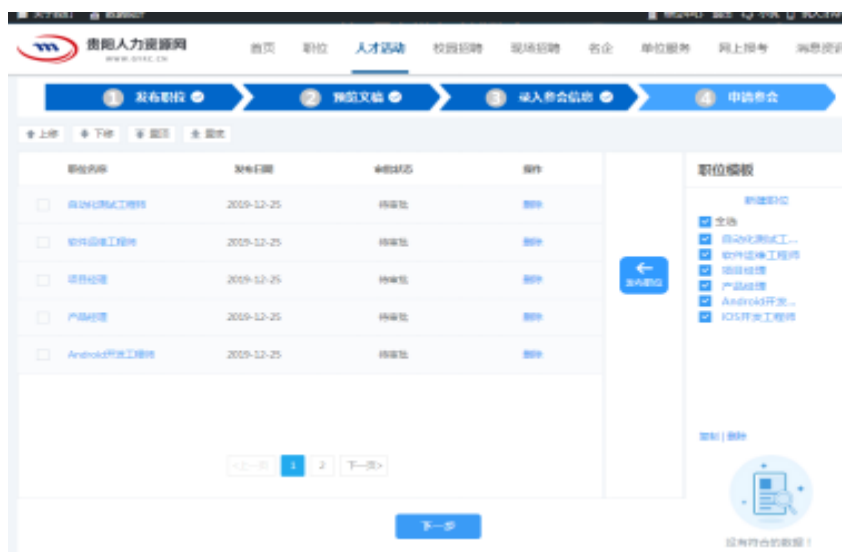 贵阳人力资源网
WWW.GYRC.CN
首页 职位 人才活动 校园招聘 现场招聘 名企 单位服务 网上报考
1 发布职位 2 预览文稿 3 录入参会信息 4 申请参会
上移 下移 置顶 置底
职位名称 发布日期 审批状态 操作 职位模板
新建职位
自动化测试工程师 2019-12-25 待审批 删除
全选
自动化测试工...
软件运维工程师 2019-12-25 待审批 删除
软件运维工程师
项目经理 2019-12-25 待审批 删除
项目经理
发布职位
产品经理
产品经理 2019-12-25 待审批 删除
Android开发...
IOS开发工程师
Android开发工程师 2019-12-25 待审批 删除
复制 | 删除
<上一页 1 2 下一页>
下一步
没有符合的数据！